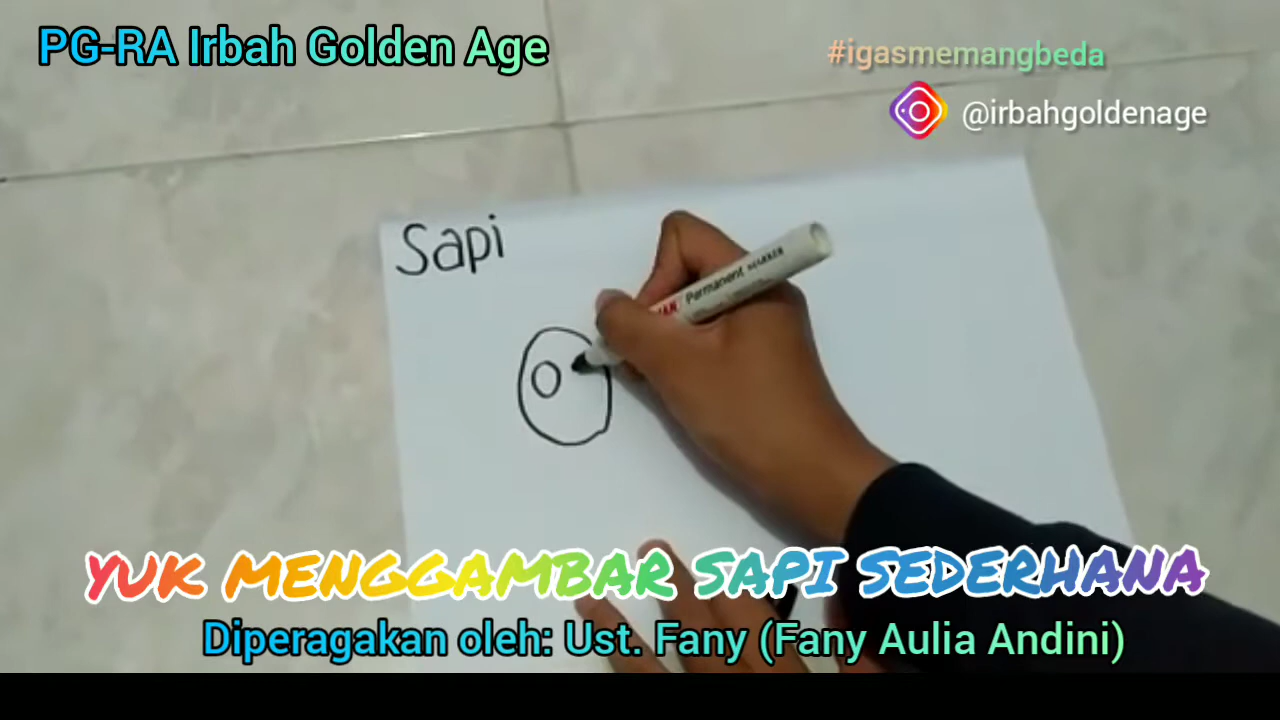 PG-RA Irbah Golden Age
#igasmemangbeda
@irbahgoldenage
Sapi
Permanent MARKER
YUK MENGGAMBAR SAPI SEDERHANA
Diperagakan oleh: Ust. Fany (Fany Aulia Andini)